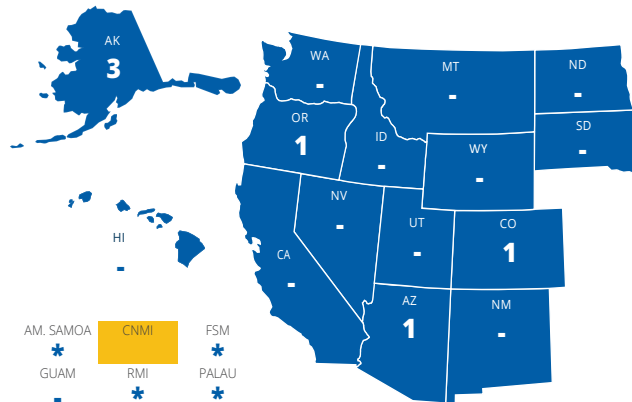 AK
3
WA
-
MT
-
ND
-
OR
1
ID
-
WY
-
SD
-
HI
-
NV
-
UT
-
CO
1
CA
-
AZ
1
NM
-
AM. SAMOA CNMI FSM
* *
GUAM RMI PALAU
- * *